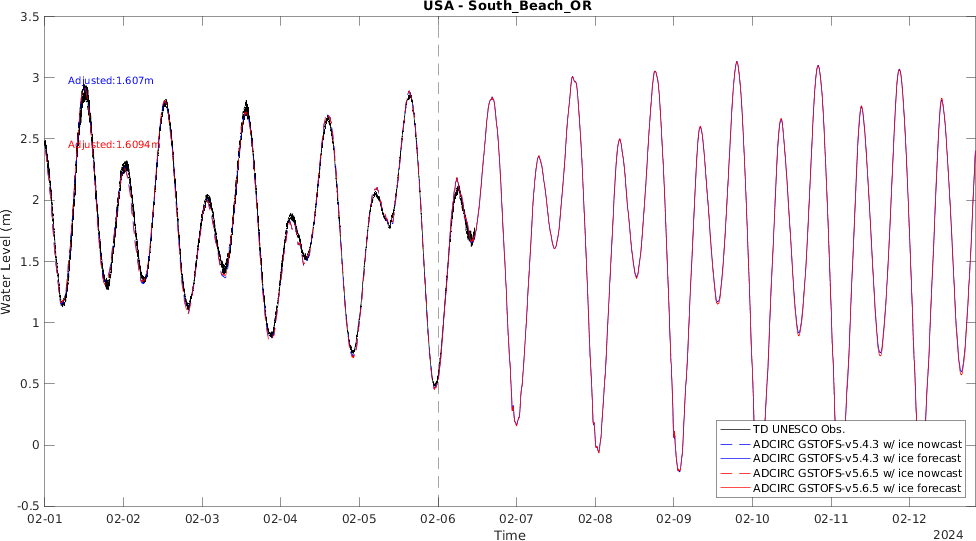 USA - South_Beach_OR
3.5
3
2.5
2
1.5
1
0.5
0
-0.5
Water Level (m)
Adjusted:1.607m
Adjusted:1.6094m
TD UNESCO Obs.
ADCIRC GSTOFS-v5.4.3 w/ ice nowcast
ADCIRC GSTOFS-v5.4.3 w/ ice forecast
ADCIRC GSTOFS-v5.6.5 w/ ice nowcast
ADCIRC GSTOFS-v5.6.5 w/ ice forecast
02-01 02-02 02-03 02-04 02-05 02-06 02-07 02-08 02-09 02-10 02-11 02-12
Time
2024